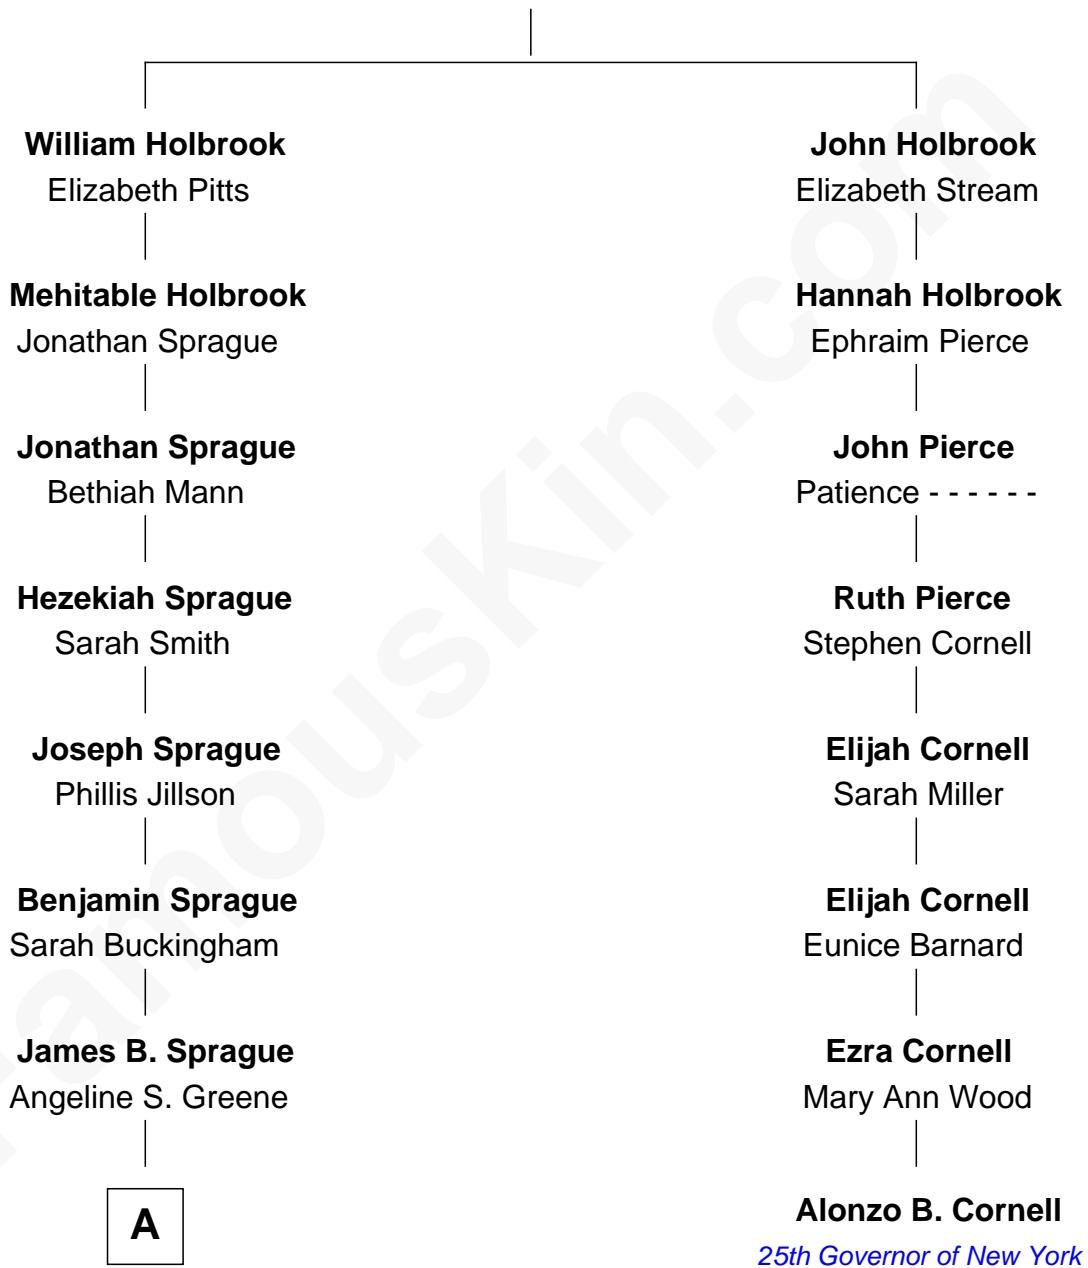 William Holbrook
Elizabeth Pitts
Mehitable Holbrook
Jonathan Sprague
Jonathan Sprague
Bethiah Mann
Hezekiah Sprague
Sarah Smith
Joseph Sprague
Phillis Jillson
Benjamin Sprague
Sarah Buckingham
James B. Sprague
Angeline S. Greene
A
John Holbrook
Elizabeth Stream
Hannah Holbrook
Ephraim Pierce
John Pierce
Patience - - - - - -
Ruth Pierce
Stephen Cornell
Elijah Cornell
Sarah Miller
Elijah Cornell
Eunice Barnard
Ezra Cornell
Mary Ann Wood
Alonzo B. Cornell
25th Governor of New York
FamousKin.com